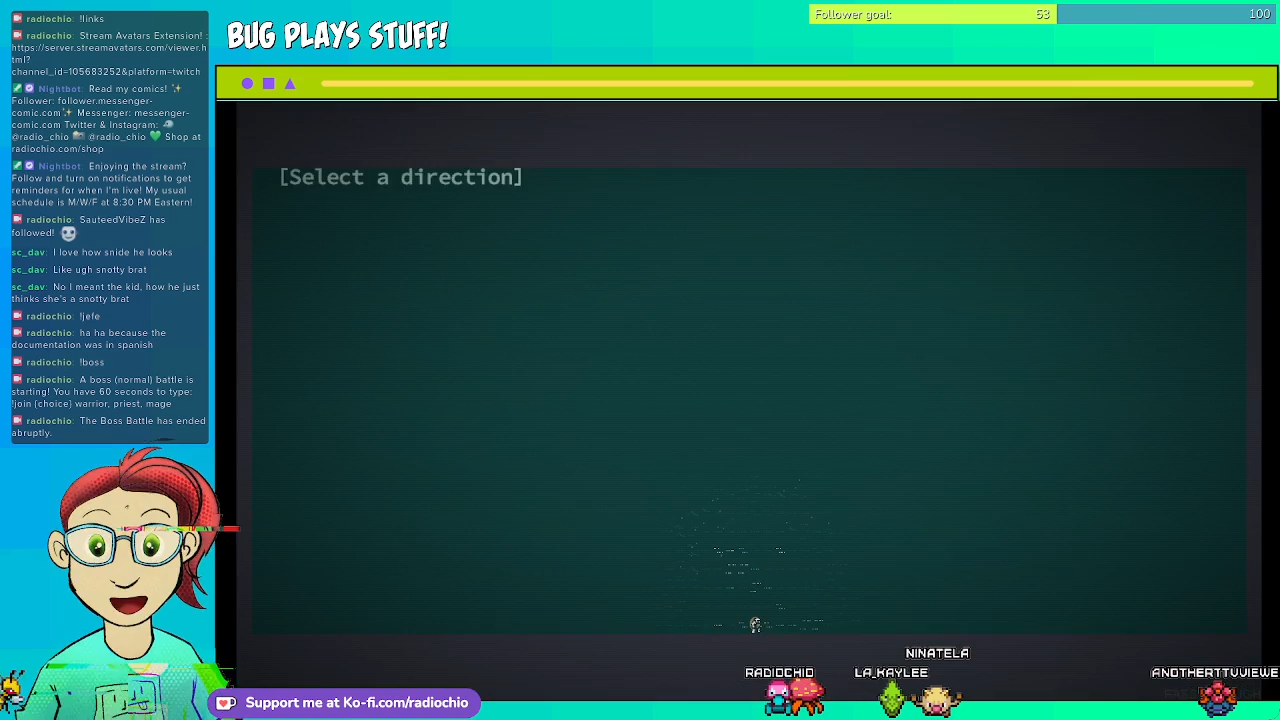 radiochio: !links
radiochio: Stream Avatars Extension! :
https://server.streamavatars.com/viewer.h
tml?
channel_id=105683252&platform=twitch
Nightbot: Read my comics! ✨
Follower: follower.messenger-
comic.com ✨ Messenger: messenger-
comic.com Twitter & Instagram:
@radio_chio 📸 @radio_chio 💚 Shop at
radiochio.com/shop
Nightbot: Enjoying the stream?
Follow and turn on notifications to get
reminders for when I'm live! My usual
schedule is M/W/F at 8:30 PM Eastern!
radiochio: SauteedVibeZ has
followed!
sc_dav: I love how snide he looks
sc_dav: Like ugh snotty brat
sc_dav: No I meant the kid, how he just
thinks she's a snotty brat
radiochio: !jefe
radiochio: ha ha because the
documentation was in spanish
radiochio: !boss
radiochio: A boss (normal) battle is
starting! You have 60 seconds to type:
!join {choice} warrior, priest, mage
radiochio: The Boss Battle has ended
abruptly.
BUG PLAYS STUFF!
Follower goal: 53 100
[Select a direction]
NINATELA
RADIOCHIO LA_KAYLEE ANOTHERTTVVIEWE
Support me at Ko-fi.com/radiochio